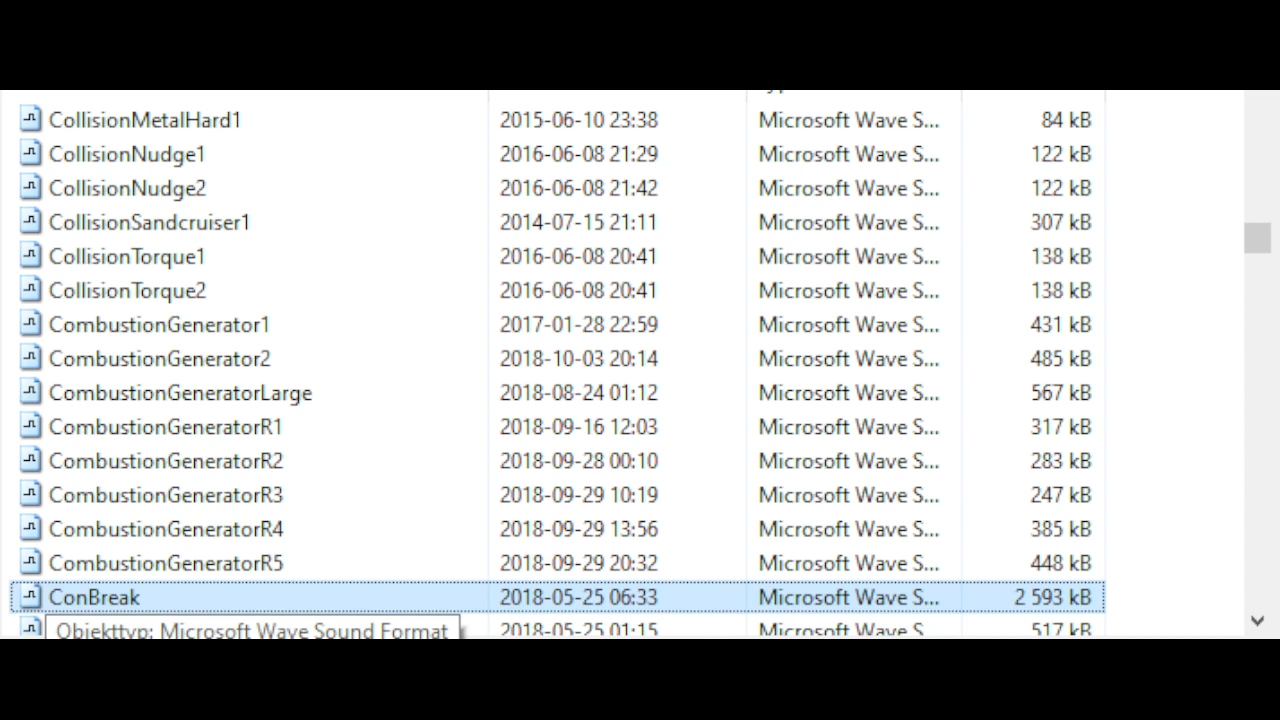 CollisionMetalHard1 2015-06-10 23:38 Microsoft Wave S... 84 kB
CollisionNudge1 2016-06-08 21:29 Microsoft Wave S... 122 kB
CollisionNudge2 2016-06-08 21:42 Microsoft Wave S... 122 kB
CollisionSandcruiser1 2014-07-15 21:11 Microsoft Wave S... 307 kB
CollisionTorque1 2016-06-08 20:41 Microsoft Wave S... 138 kB
CollisionTorque2 2016-06-08 20:41 Microsoft Wave S... 138 kB
CombustionGenerator1 2017-01-28 22:59 Microsoft Wave S... 431 kB
CombustionGenerator2 2018-10-03 20:14 Microsoft Wave S... 485 kB
CombustionGeneratorLarge 2018-08-24 01:12 Microsoft Wave S... 567 kB
CombustionGeneratorR1 2018-09-16 12:03 Microsoft Wave S... 317 kB
CombustionGeneratorR2 2018-09-28 00:10 Microsoft Wave S... 283 kB
CombustionGeneratorR3 2018-09-29 10:19 Microsoft Wave S... 247 kB
CombustionGeneratorR4 2018-09-29 13:56 Microsoft Wave S... 385 kB
CombustionGeneratorR5 2018-09-29 20:32 Microsoft Wave S... 448 kB
ConBreak 2018-05-25 06:33 Microsoft Wave S... 2 593 kB
Objekttyp: Microsoft Wave Sound Format 2018-05-25 01:15 Microsoft Wave S... 517 kB